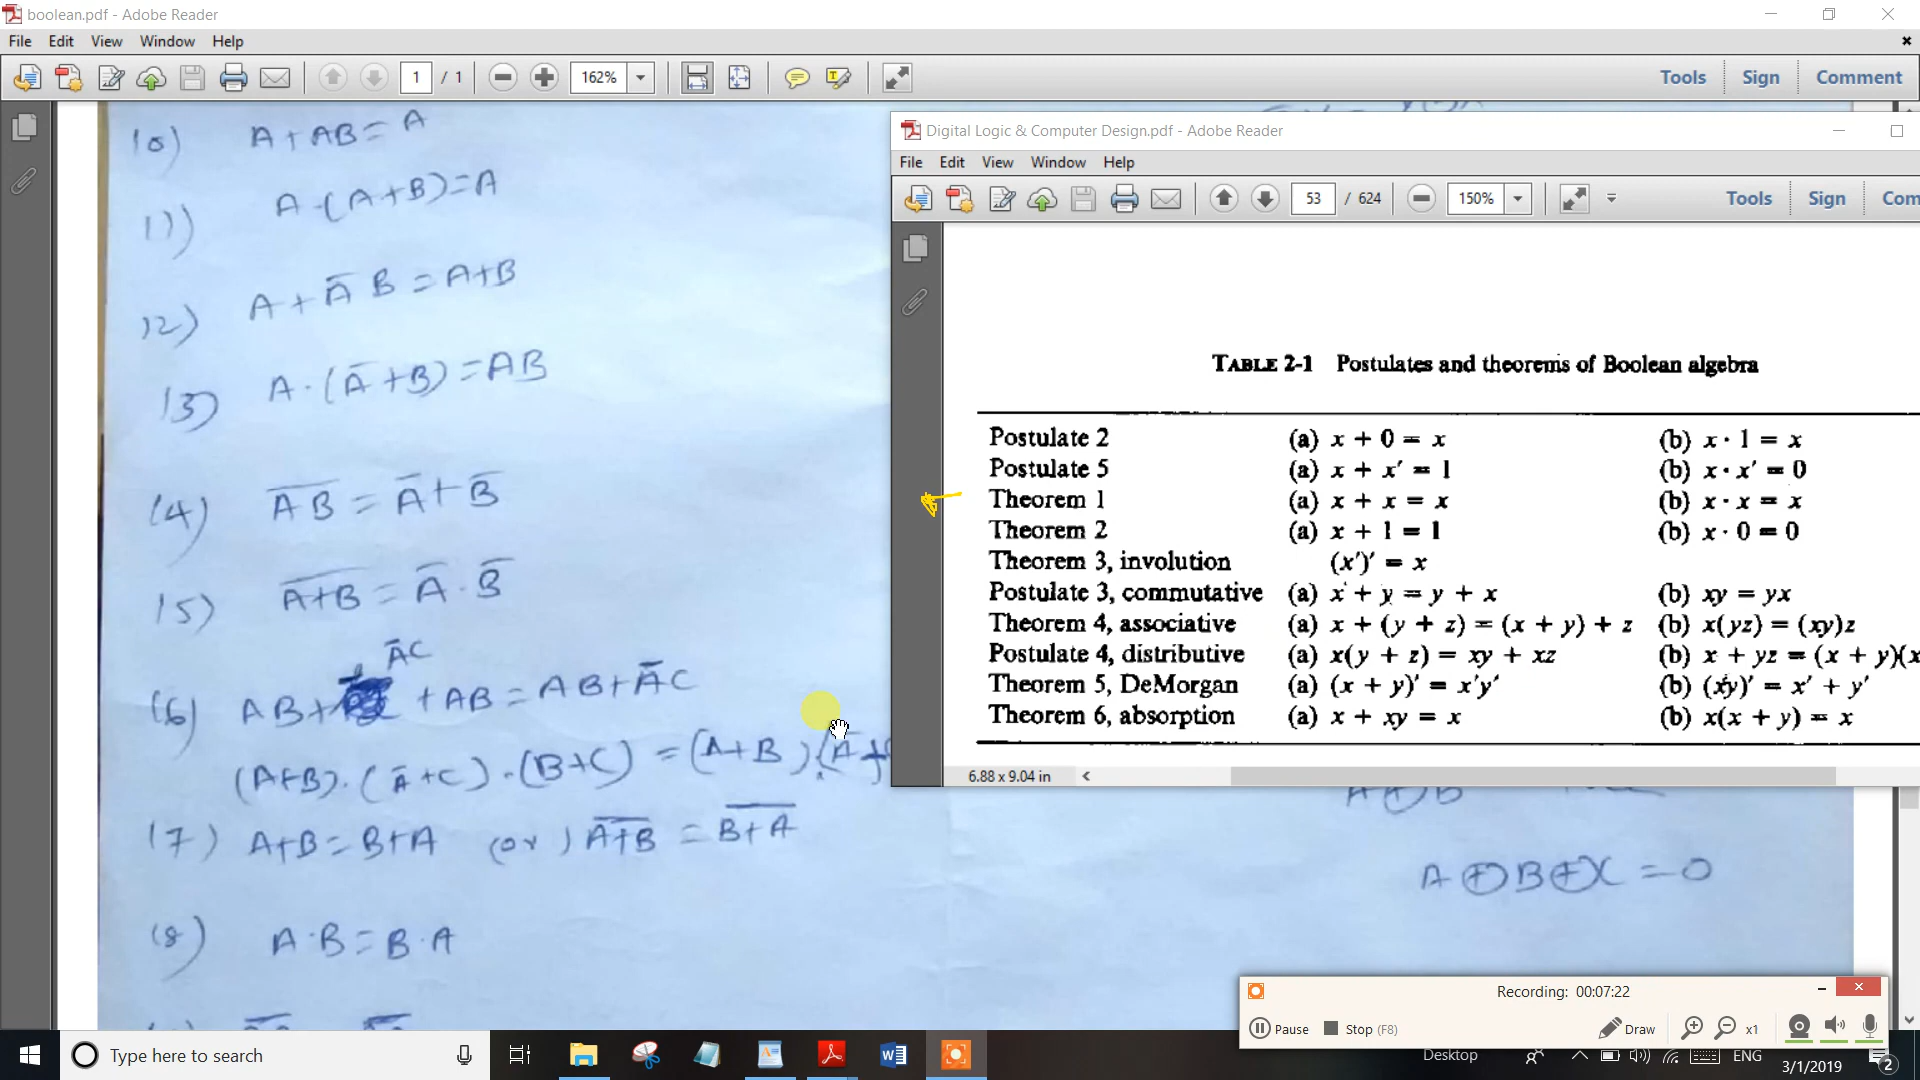 boolean.pdf - Adobe Reader
File Edit View Window Help
1 / 1 162% Tools Sign Comment
10) A+AB=A
11) A·(A+B)=A
12) A+A̅B=A+B
13) A·(A̅+B)=AB
14) A̅B̅=A̅+B̅
15) A̅+̅B̅=A̅·B̅
A̅C
16) AB+ +AB=AB+A̅C
(A+B)·(A̅+C)·(B+C)=(A+B)·(A̅+
17) A+B=B+A (or) A̅+̅B̅=B̅+̅A̅
18) A·B=B·A
Digital Logic & Computer Design.pdf - Adobe Reader
File Edit View Window Help
53 / 624 150% Tools Sign Com
TABLE 2-1 Postulates and theorems of Boolean algebra
Postulate 2 (a) x + 0 = x (b) x · 1 = x
Postulate 5 (a) x + x′ = 1 (b) x · x′ = 0
Theorem 1 (a) x + x = x (b) x · x = x
Theorem 2 (a) x + 1 = 1 (b) x · 0 = 0
Theorem 3, involution (x′)′ = x
Postulate 3, commutative (a) x + y = y + x (b) xy = yx
Theorem 4, associative (a) x + (y + z) = (x + y) + z (b) x(yz) = (xy)z
Postulate 4, distributive (a) x(y + z) = xy + xz (b) x + yz = (x + y)(x
Theorem 5, DeMorgan (a) (x + y)′ = x′y′ (b) (xy)′ = x′ + y′
Theorem 6, absorption (a) x + xy = x (b) x(x + y) = x
6.88 x 9.04 in
A⊕B
A⊕B⊕X=0
Recording: 00:07:22
Pause Stop (F8) Draw x1
Type here to search
Desktop ENG
3/1/2019 2